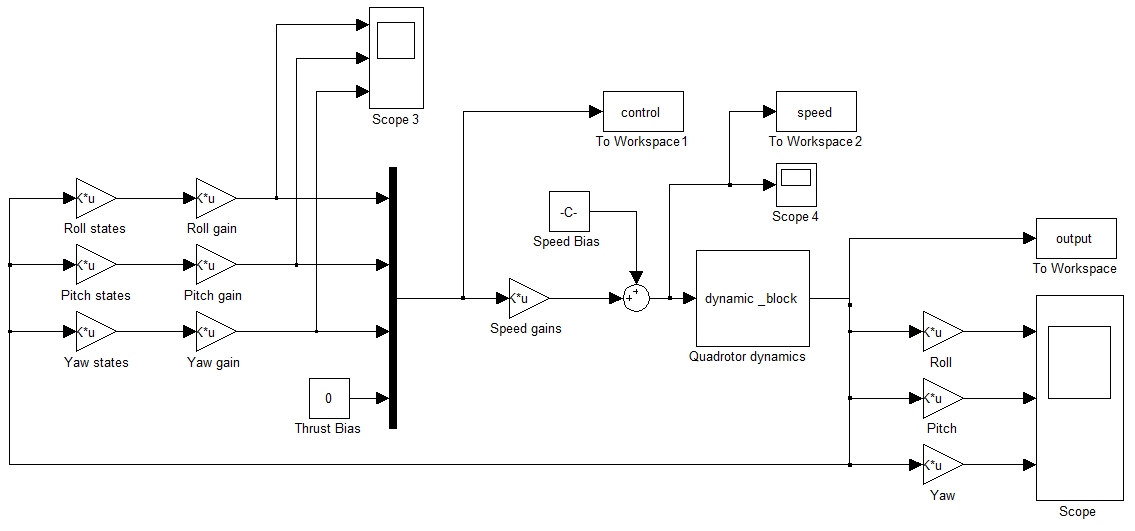 Scope 3
control
To Workspace1
speed
To Workspace2
K*u
Roll states
K*u
Roll gain
-C-
Speed Bias
Scope 4
output
To Workspace
K*u
Pitch states
K*u
Pitch gain
K*u
Speed gains
+
+
dynamic _block
Quadrotor dynamics
K*u
Yaw states
K*u
Yaw gain
K*u
Roll
0
Thrust Bias
K*u
Pitch
K*u
Yaw
Scope